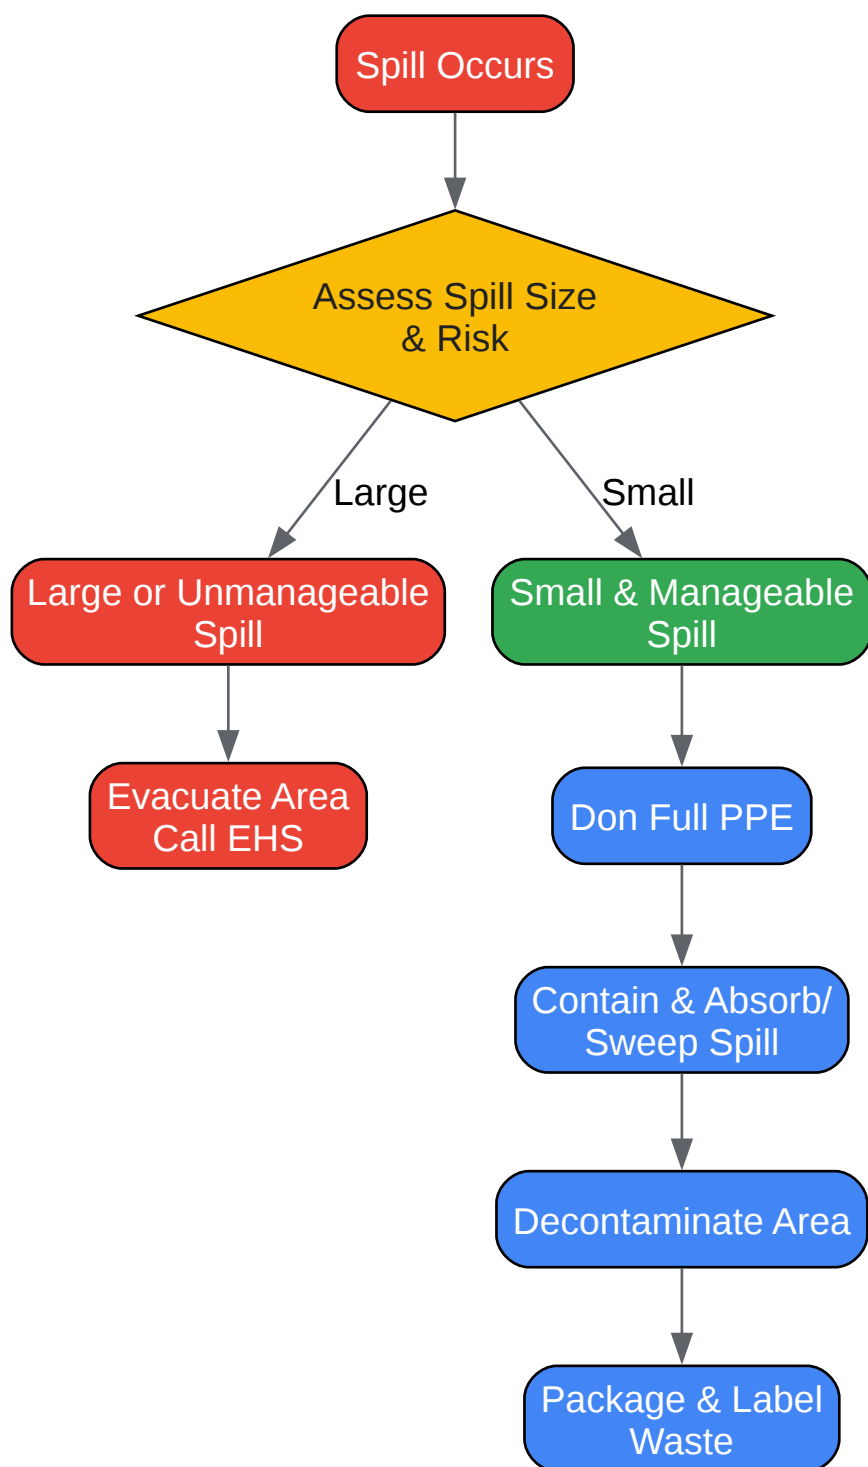 Spill Occurs
Assess Spill Size
& Risk
Large
Small
Large or Unmanageable
Spill
Small & Manageable
Spill
Evacuate Area
Call EHS
Don Full PPE
Contain & Absorb/
Sweep Spill
Decontaminate Area
Package & Label
Waste